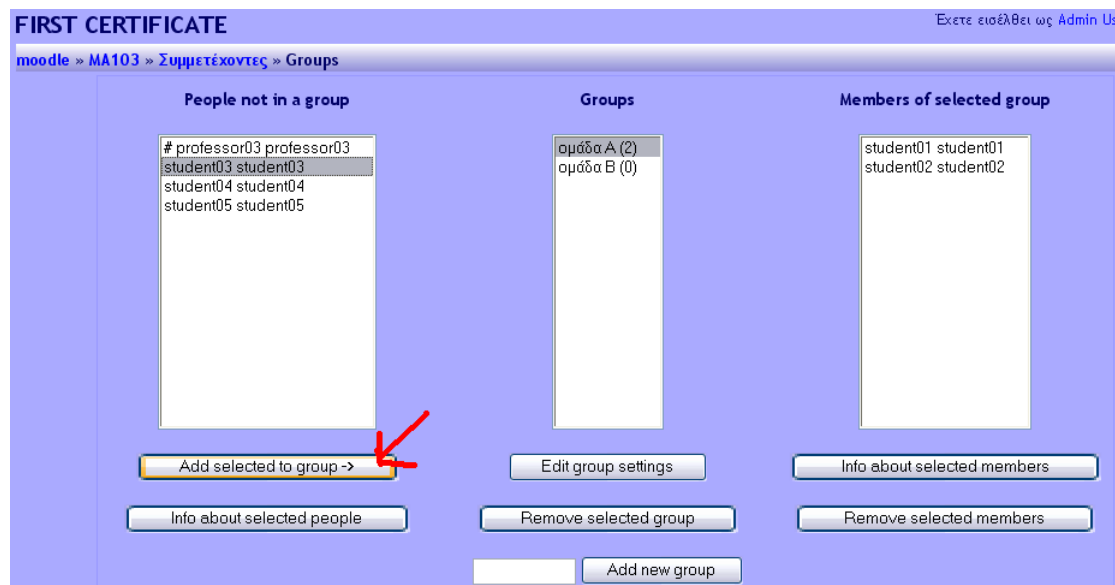 FIRST CERTIFICATE
Έχετε εισέλθει ως Admin Us
moodle » MA103 » Συμμετέχοντες » Groups
People not in a group
Groups
Members of selected group
# professor03 professor03
student03 student03
student04 student04
student05 student05
ομάδα Α (2)
ομάδα Β (0)
student01 student01
student02 student02
Add selected to group ->
Edit group settings
Info about selected members
Info about selected people
Remove selected group
Remove selected members
Add new group